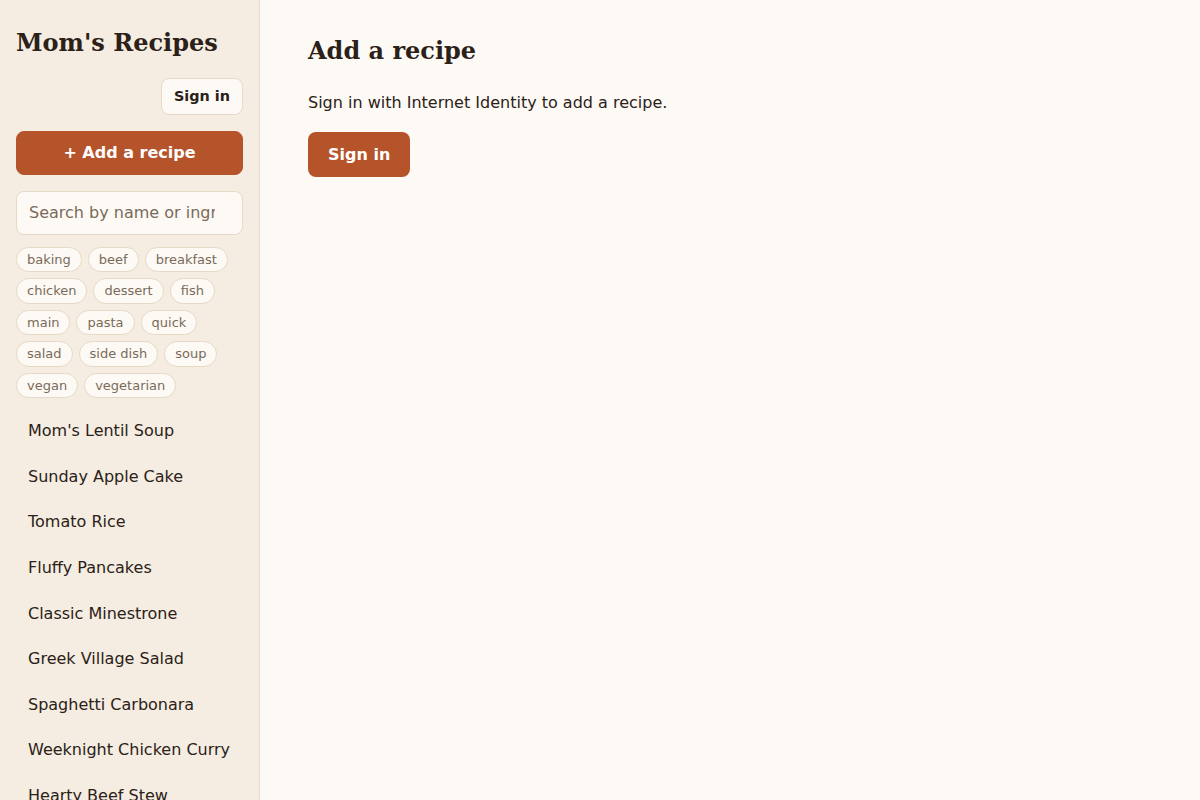 Mom's Recipes
Sign in
+ Add a recipe
Search by name or ingr
baking beef breakfast
chicken dessert fish
main pasta quick
salad side dish soup
vegan vegetarian
Mom's Lentil Soup
Sunday Apple Cake
Tomato Rice
Fluffy Pancakes
Classic Minestrone
Greek Village Salad
Spaghetti Carbonara
Weeknight Chicken Curry
Hearty Beef Stew
Add a recipe
Sign in with Internet Identity to add a recipe.
Sign in